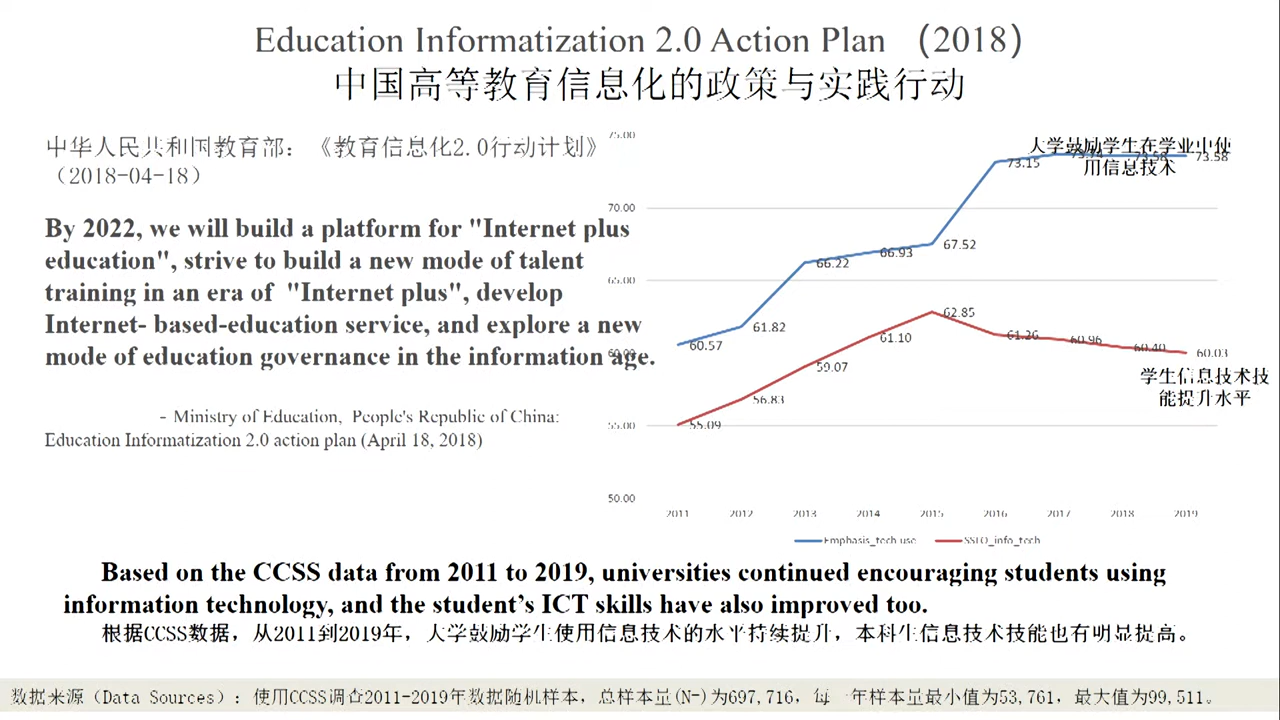 Education Informatization 2.0 Action Plan （2018）
中国高等教育信息化的政策与实践行动
中华人民共和国教育部：《教育信息化2.0行动计划》
（2018-04-18）
By 2022, we will build a platform for "Internet plus
education", strive to build a new mode of talent
training in an era of "Internet plus", develop
Internet- based-education service, and explore a new
mode of education governance in the information age.
- Ministry of Education, People's Republic of China:
Education Informatization 2.0 action plan (April 18, 2018)
75.00
70.00
65.00
60.00
55.00
50.00
大学鼓励学生在学业中使
用信息技术
60.57
61.82
66.22
66.93
67.52
73.15
73.58
55.09
56.83
59.07
61.10
62.85
61.26
60.96
60.40
60.03
学生信息技术技
能提升水平
2011 2012 2013 2014 2015 2016 2017 2018 2019
Emphasis_tech use SSLO_info_tech
Based on the CCSS data from 2011 to 2019, universities continued encouraging students using
information technology, and the student’s ICT skills have also improved too.
根据CCSS数据，从2011到2019年，大学鼓励学生使用信息技术的水平持续提升，本科生信息技术技能也有明显提高。
数据来源（Data Sources）：使用CCSS调查2011-2019年数据随机样本，总样本量(N=)为697,716，每一年样本量最小值为53,761，最大值为99,511。